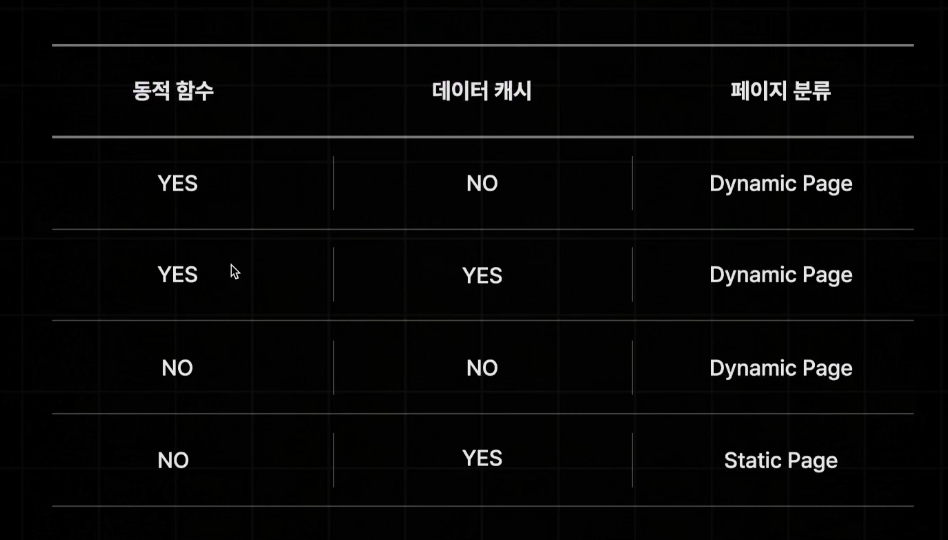 동적 함수 데이터 캐시 페이지 분류
YES NO Dynamic Page
YES YES Dynamic Page
NO NO Dynamic Page
NO YES Static Page